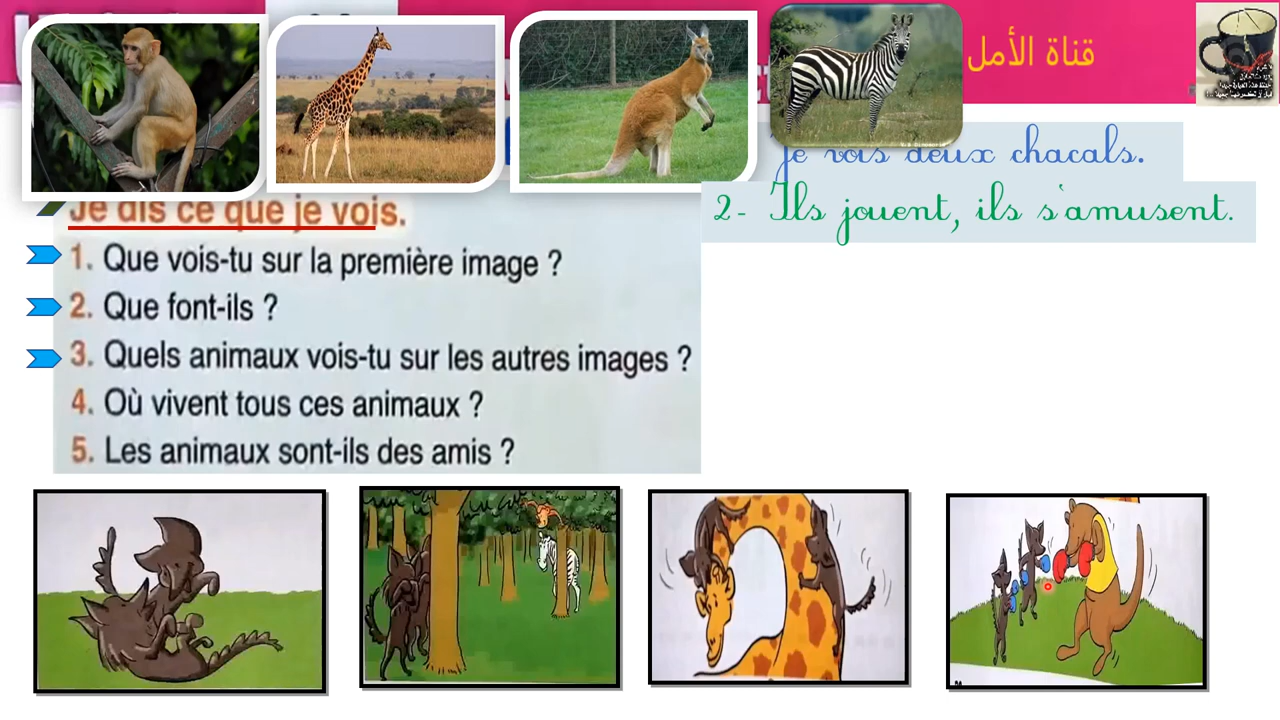 قناة الأمل
je vois deux chacals.
2- Ils jouent, ils s'amusent.
Je dis ce que je vois.
1. Que vois-tu sur la première image ?
2. Que font-ils ?
3. Quels animaux vois-tu sur les autres images ?
4. Où vivent tous ces animaux ?
5. Les animaux sont-ils des amis ?